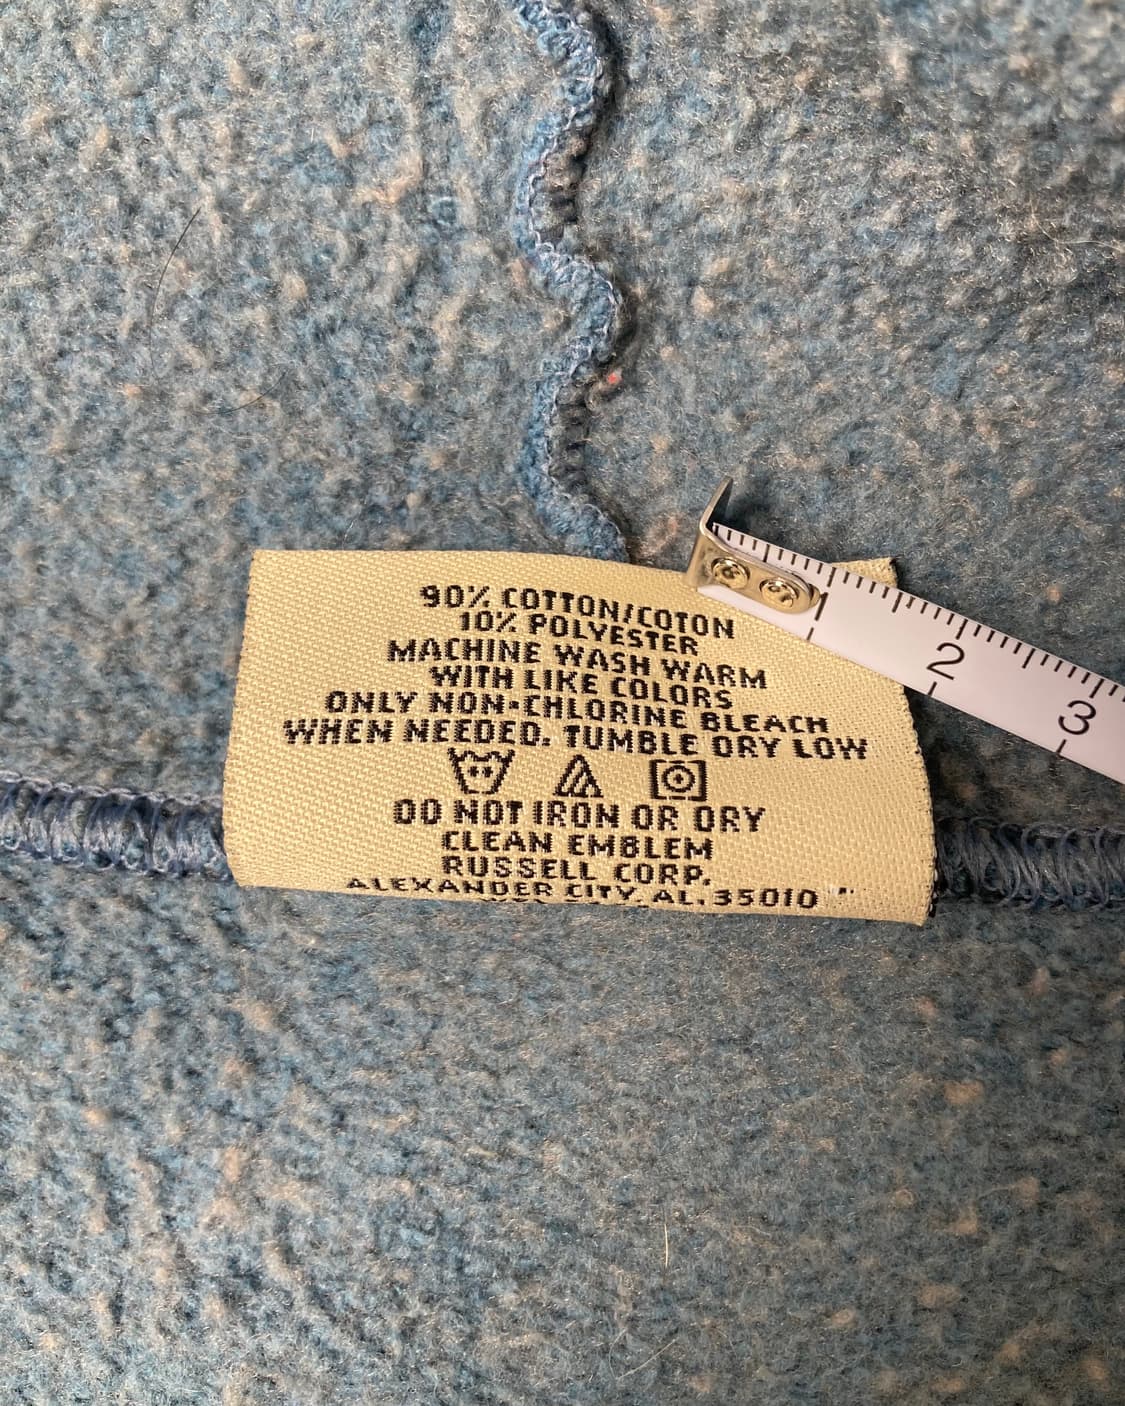 90% COTTON/COTON
10% POLYESTER
MACHINE WASH WARM
WITH LIKE COLORS
ONLY NON-CHLORINE BLEACH
WHEN NEEDED. TUMBLE DRY LOW
DO NOT IRON OR DRY
CLEAN EMBLEM
RUSSELL CORP.
ALEXANDER CITY, AL. 35010
2
3